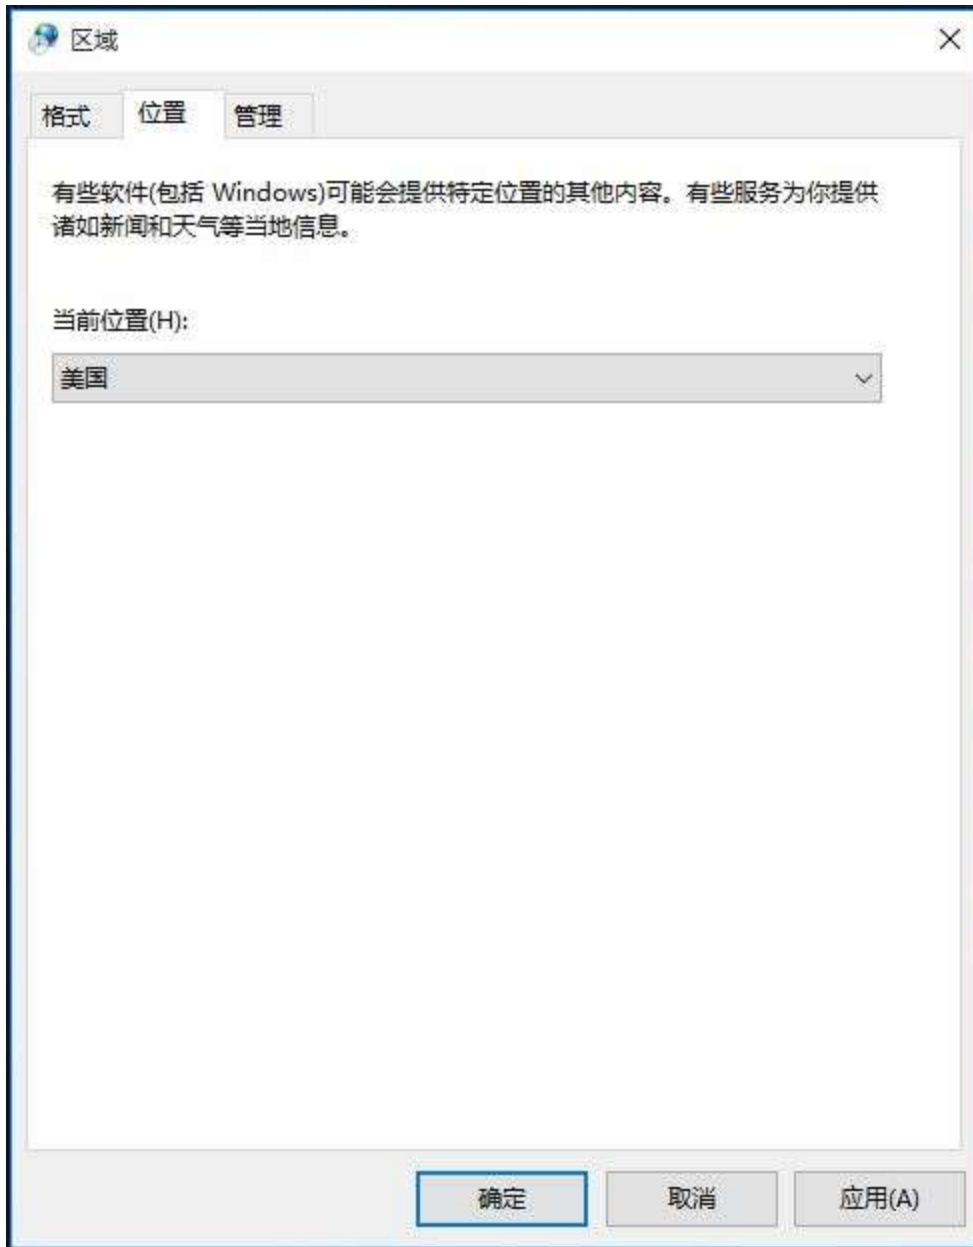 区域
格式 位置 管理
有些软件(包括 Windows)可能会提供特定位置的其他内容。有些服务为你提供
诸如新闻和天气等当地信息。
当前位置(H):
美国
确定 取消 应用(A)